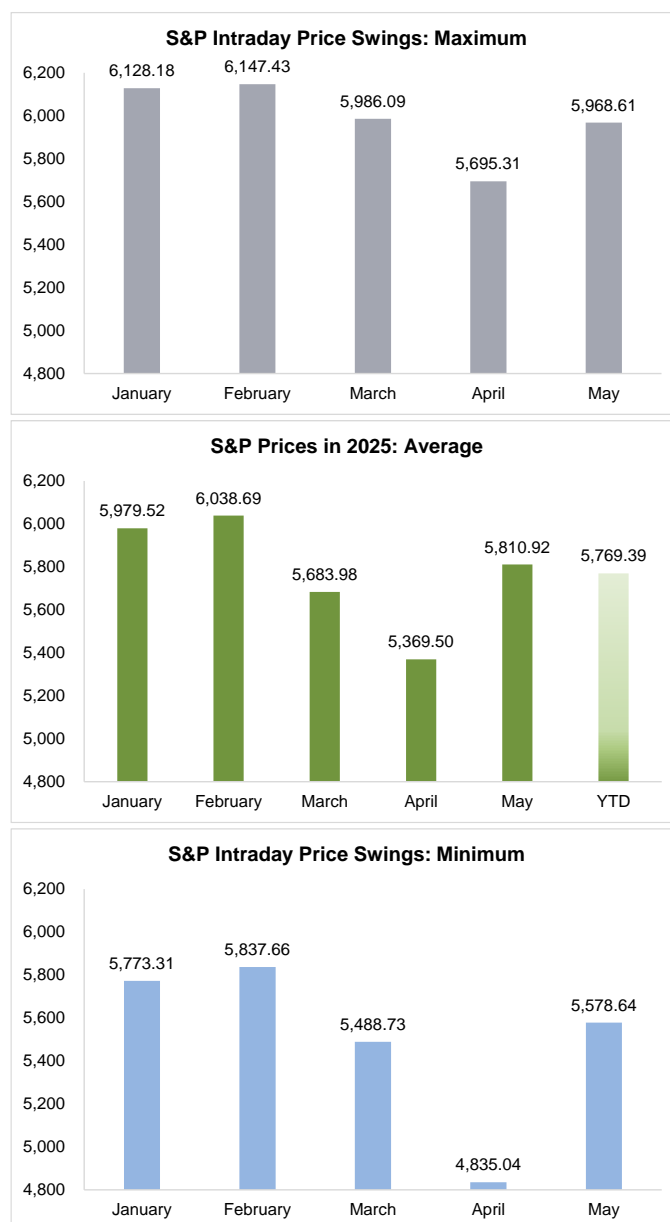 S&P Intraday Price Swings: Maximum
6,128.18 6,147.43 5,986.09 5,695.31 5,968.61
6,200
6,000
5,800
5,600
5,400
5,200
5,000
4,800
January February March April May
S&P Prices in 2025: Average
5,979.52 6,038.69 5,683.98 5,369.50 5,810.92 5,769.39
6,200
6,000
5,800
5,600
5,400
5,200
5,000
4,800
January February March April May YTD
S&P Intraday Price Swings: Minimum
5,773.31 5,837.66 5,488.73 4,835.04 5,578.64
6,200
6,000
5,800
5,600
5,400
5,200
5,000
4,800
January February March April May